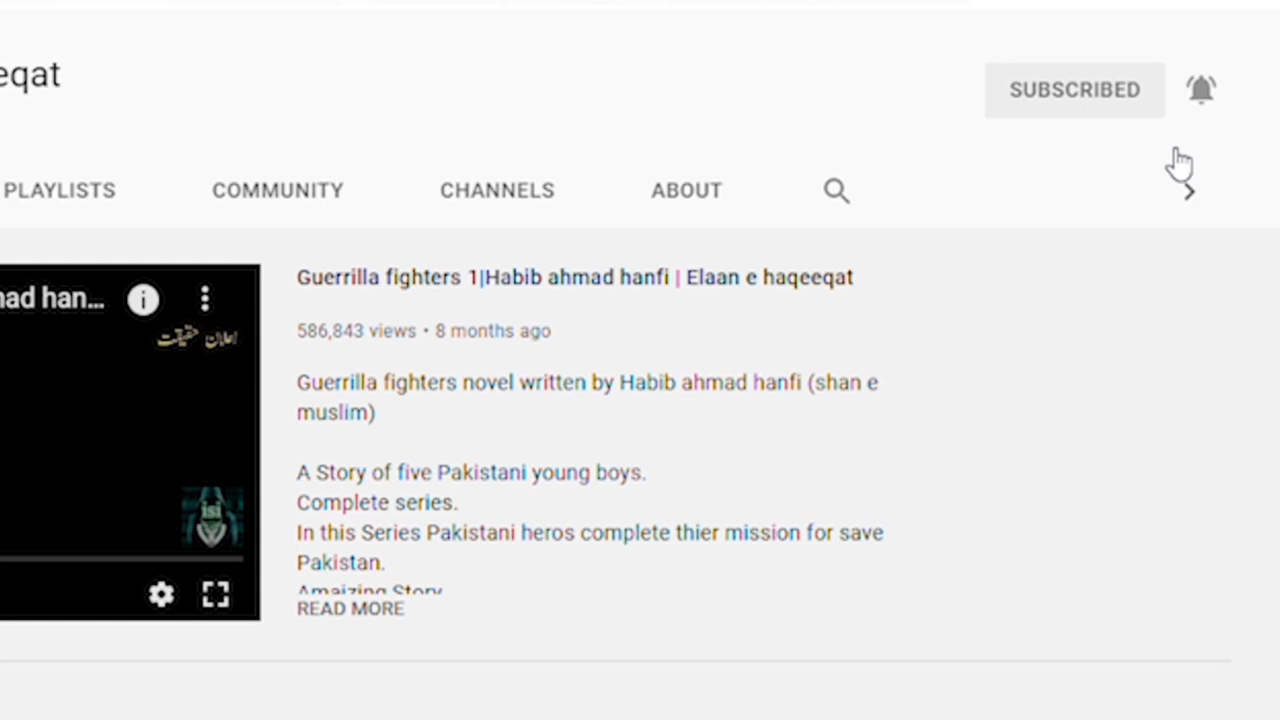 eqat
SUBSCRIBED
PLAYLISTS
COMMUNITY
CHANNELS
ABOUT
nad han...
اعلان حقیقت
isi
Guerrilla fighters 1|Habib ahmad hanfi | Elaan e haqeeqat
586,843 views • 8 months ago
Guerrilla fighters novel written by Habib ahmad hanfi (shan e
muslim)
A Story of five Pakistani young boys.
Complete series.
In this Series Pakistani heros complete thier mission for save
Pakistan.
Amaizing Story
READ MORE